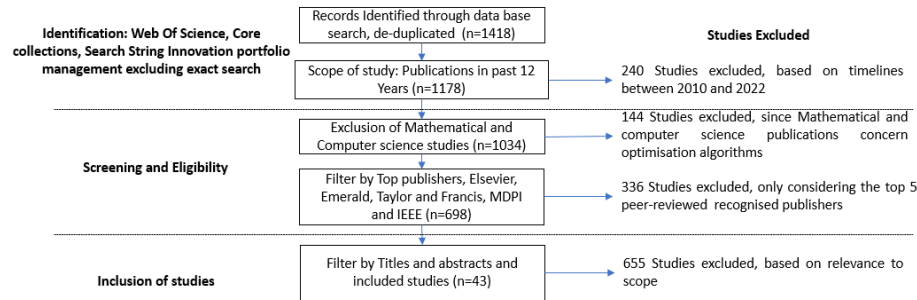 Identification: Web Of Science, Core
collections, Search String Innovation portfolio
management excluding exact search
Records Identified through data base
search, de-duplicated (n=1418)
Studies Excluded
Scope of study: Publications in past 12
Years (n=1178)
240 Studies excluded, based on timelines
between 2010 and 2022
Screening and Eligibility
Exclusion of Mathematical and
Computer science studies (n=1034)
144 Studies excluded, since Mathematical and
computer science publications concern
optimisation algorithms
Filter by Top publishers, Elsevier,
Emerald, Taylor and Francis, MDPI
and IEEE (n=698)
336 Studies excluded, only considering the top 5
peer-reviewed recognised publishers
Inclusion of studies
Filter by Titles and abstracts and
included studies (n=43)
655 Studies excluded, based on relevance to
scope